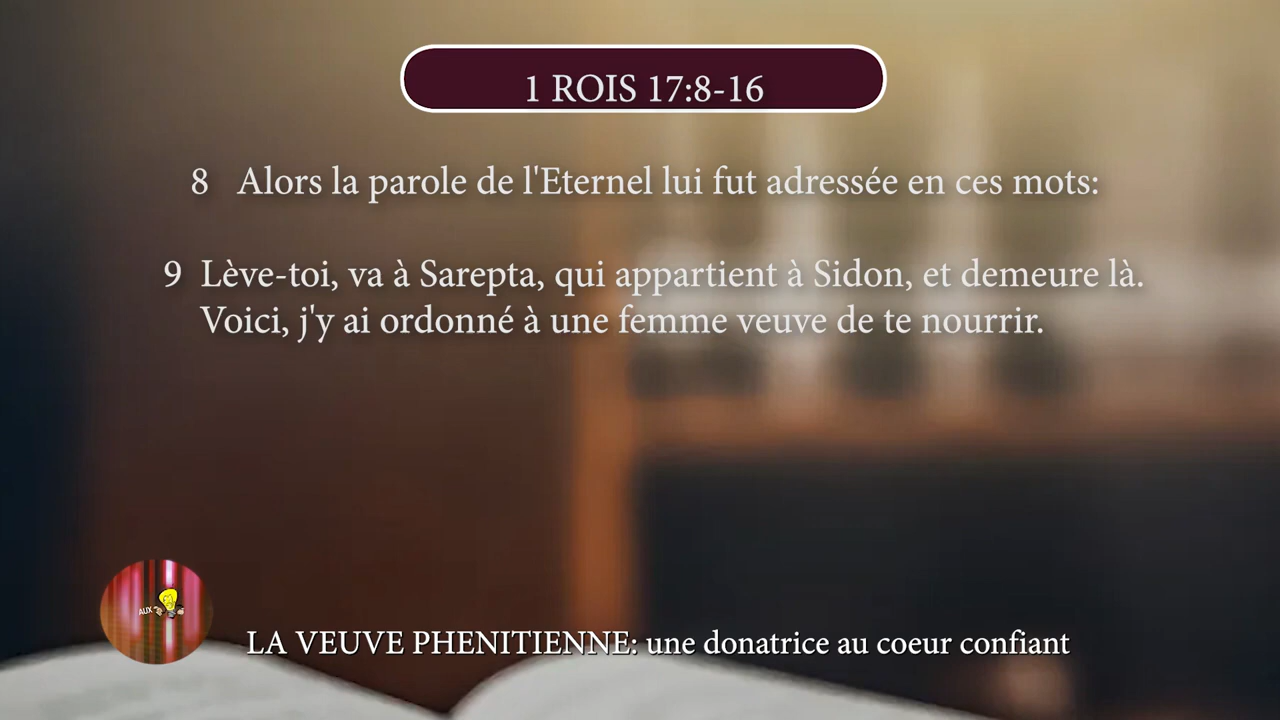 1 ROIS 17:8-16
8 Alors la parole de l'Eternel lui fut adressée en ces mots:
9 Lève-toi, va à Sarepta, qui appartient à Sidon, et demeure là.
Voici, j'y ai ordonné à une femme veuve de te nourrir.
AUX
LA VEUVE PHENITIENNE: une donatrice au coeur confiant